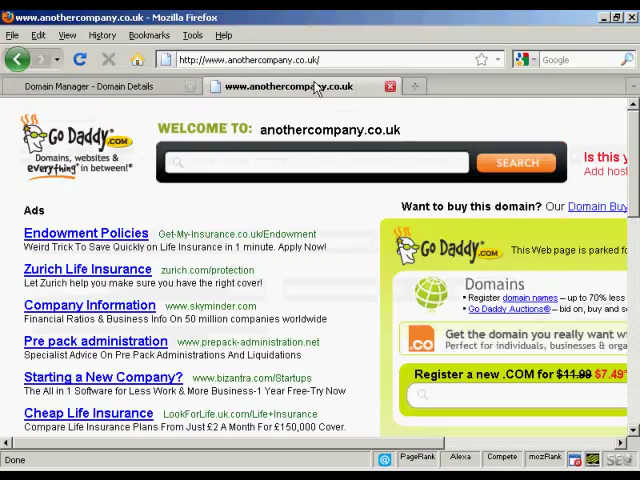 www.anothercompany.co.uk - Mozilla Firefox
File Edit View History Bookmarks Tools Help
http://www.anothercompany.co.uk/
Google
Domain Manager - Domain Details
www.anothercompany.co.uk
Go Daddy.COM
Domains, websites &
everything* in between!®
WELCOME TO: anothercompany.co.uk
SEARCH
Is this y
Add host
Want to buy this domain? Our Domain Buy
Ads
Endowment Policies Get-My-Insurance.co.uk/Endowment
Weird Trick To Save Quickly on Life Insurance in 1 minute. Apply Now!
Zurich Life Insurance zurich.com/protection
Let Zurich help you make sure you have the right cover!
Company Information www.skyminder.com
Financial Ratios & Business Info On 50 million companies worldwide
Pre pack administration www.prepack-administration.net
Specialist Advice On Pre Pack Administrations And Liquidations
Starting a New Company? www.bizantra.com/Startups
The All in 1 Software for Less Work & More Business-1 Year Free-Try Now
Cheap Life Insurance LookForLife.uk.com/Life+Insurance
Compare Life Insurance Plans From Just £2 A Month For £150,000 Cover.
Go Daddy.COM This Web page is parked fo
Domains
• Register domain names – up to 70% less
• Go Daddy Auctions® – bid on, buy and s
.co
Get the domain you really want w
Perfect for individuals, businesses & organ
Register a new .COM for $11.99 $7.49*
Done
PageRank Alexa Compete mozRank